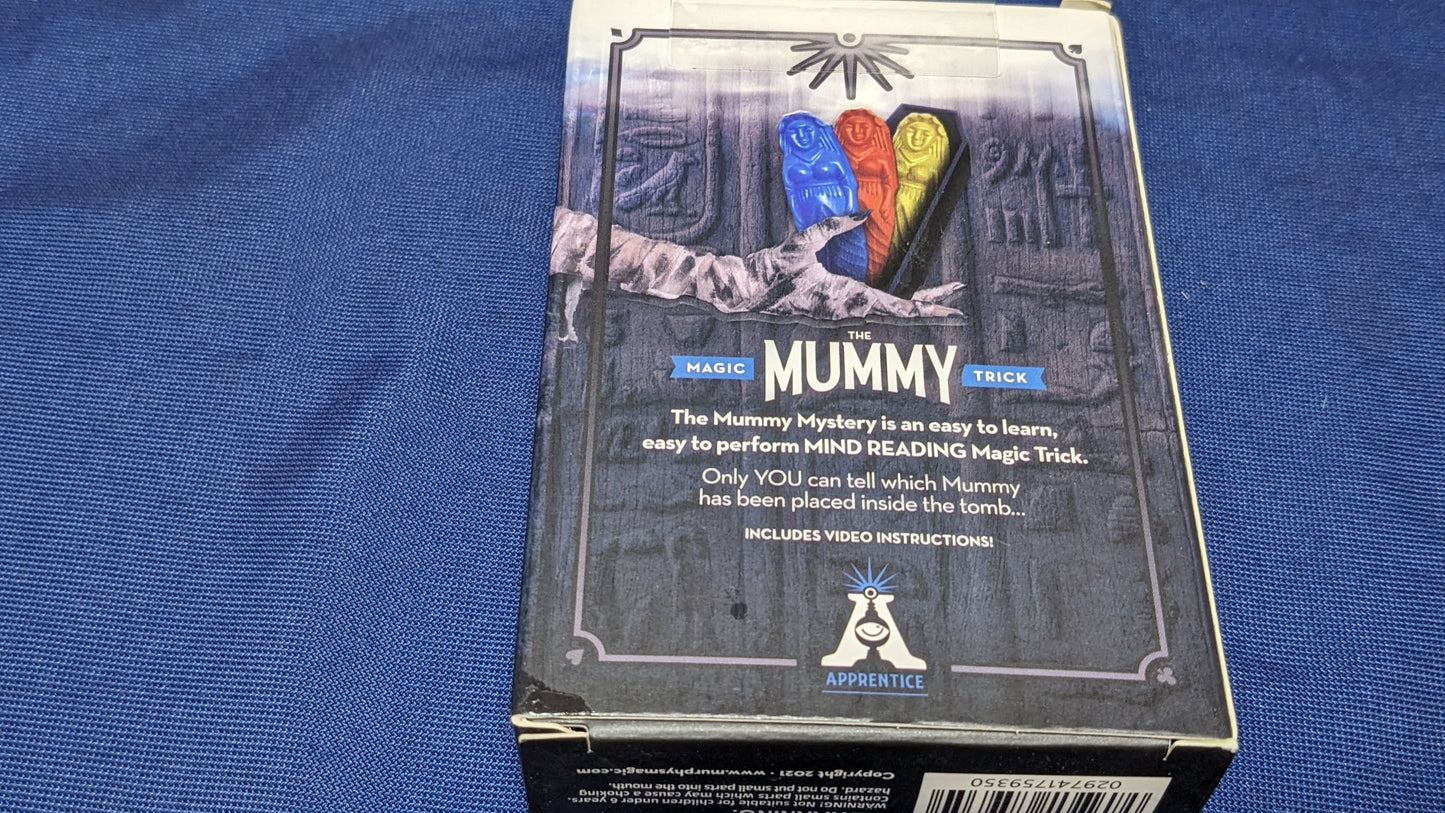 THE
MAGIC MUMMY TRICK
The Mummy Mystery is an easy to learn,
easy to perform MIND READING Magic Trick.
Only YOU can tell which Mummy
has been placed inside the tomb...
INCLUDES VIDEO INSTRUCTIONS!
A
APPRENTICE
WARNING! Not suitable for children under 6 years.
Contains small parts which may cause a choking
hazard. Do not put small parts into the mouth.
Copyright 2021 • www.murphysmagic.com
029741759350